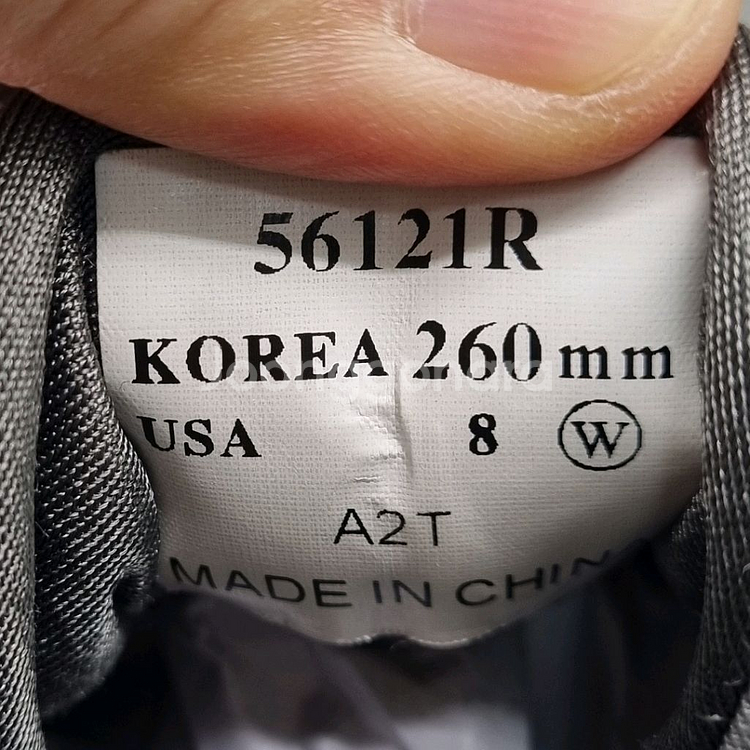 56121R
KOREA 260 mm
USA 8 W
A2T
MADE IN CHIN